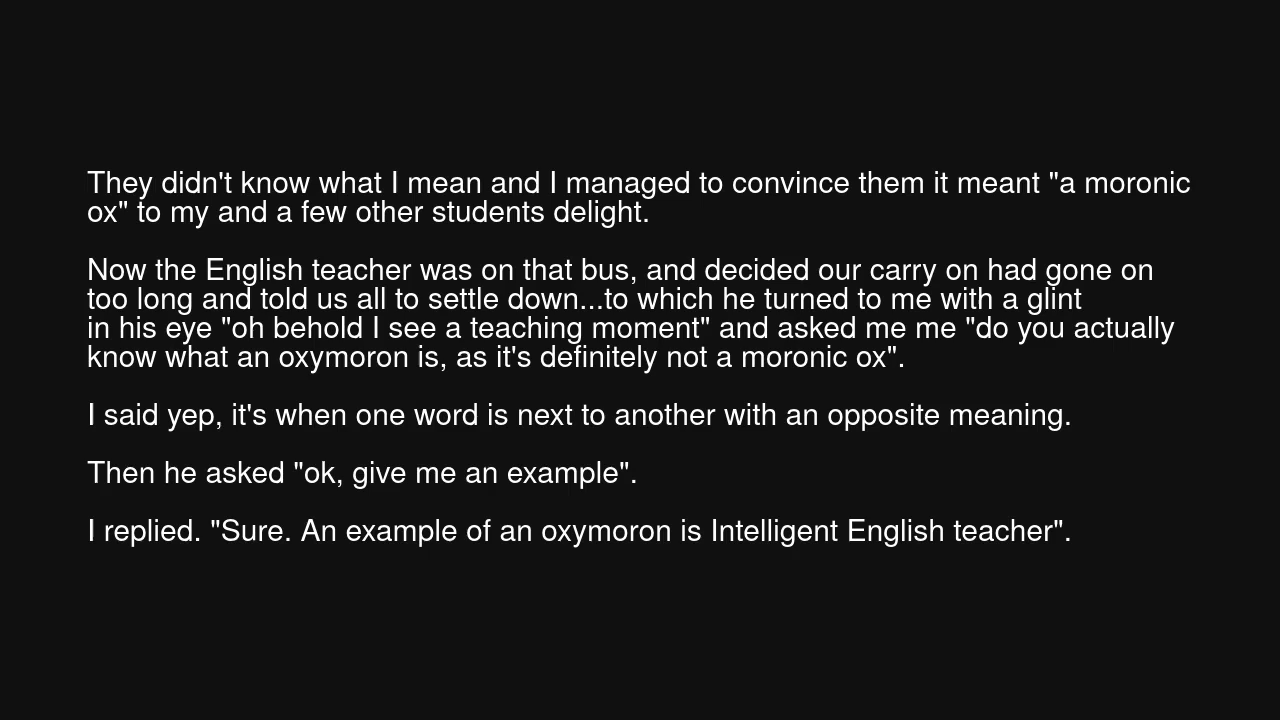 They didn't know what I mean and I managed to convince them it meant "a moronic
ox" to my and a few other students delight.
Now the English teacher was on that bus, and decided our carry on had gone on
too long and told us all to settle down...to which he turned to me with a glint
in his eye "oh behold I see a teaching moment" and asked me me "do you actually
know what an oxymoron is, as it's definitely not a moronic ox".
I said yep, it's when one word is next to another with an opposite meaning.
Then he asked "ok, give me an example".
I replied. "Sure. An example of an oxymoron is Intelligent English teacher".